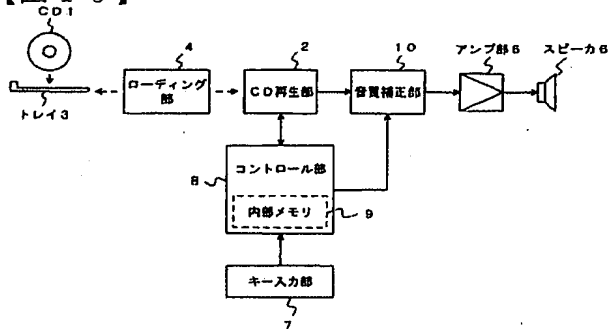 CD1
4
2
10
アンプ部5
スピーカ6
ローディング部
CD再生部
音質補正部
トレイ3
コントロール部
8
内部メモリ
9
キー入力部
7